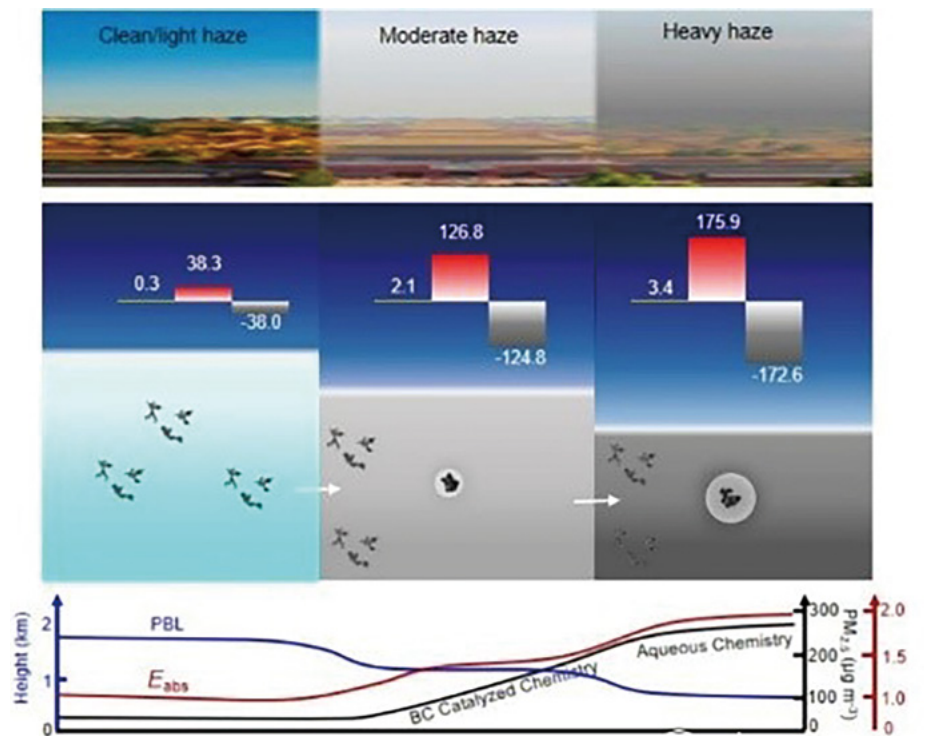 Clean/light haze
Moderate haze
Heavy haze
0.3
38.3
-38.0
2.1
126.8
-124.8
3.4
175.9
-172.6
Height (km)
2
1
0
PBL
Eabs
BC Catalyzed Chemistry
Aqueous Chemistry
300
200
100
0
PM2.5 (μg m-3)
2.0
1.5
1.0
0